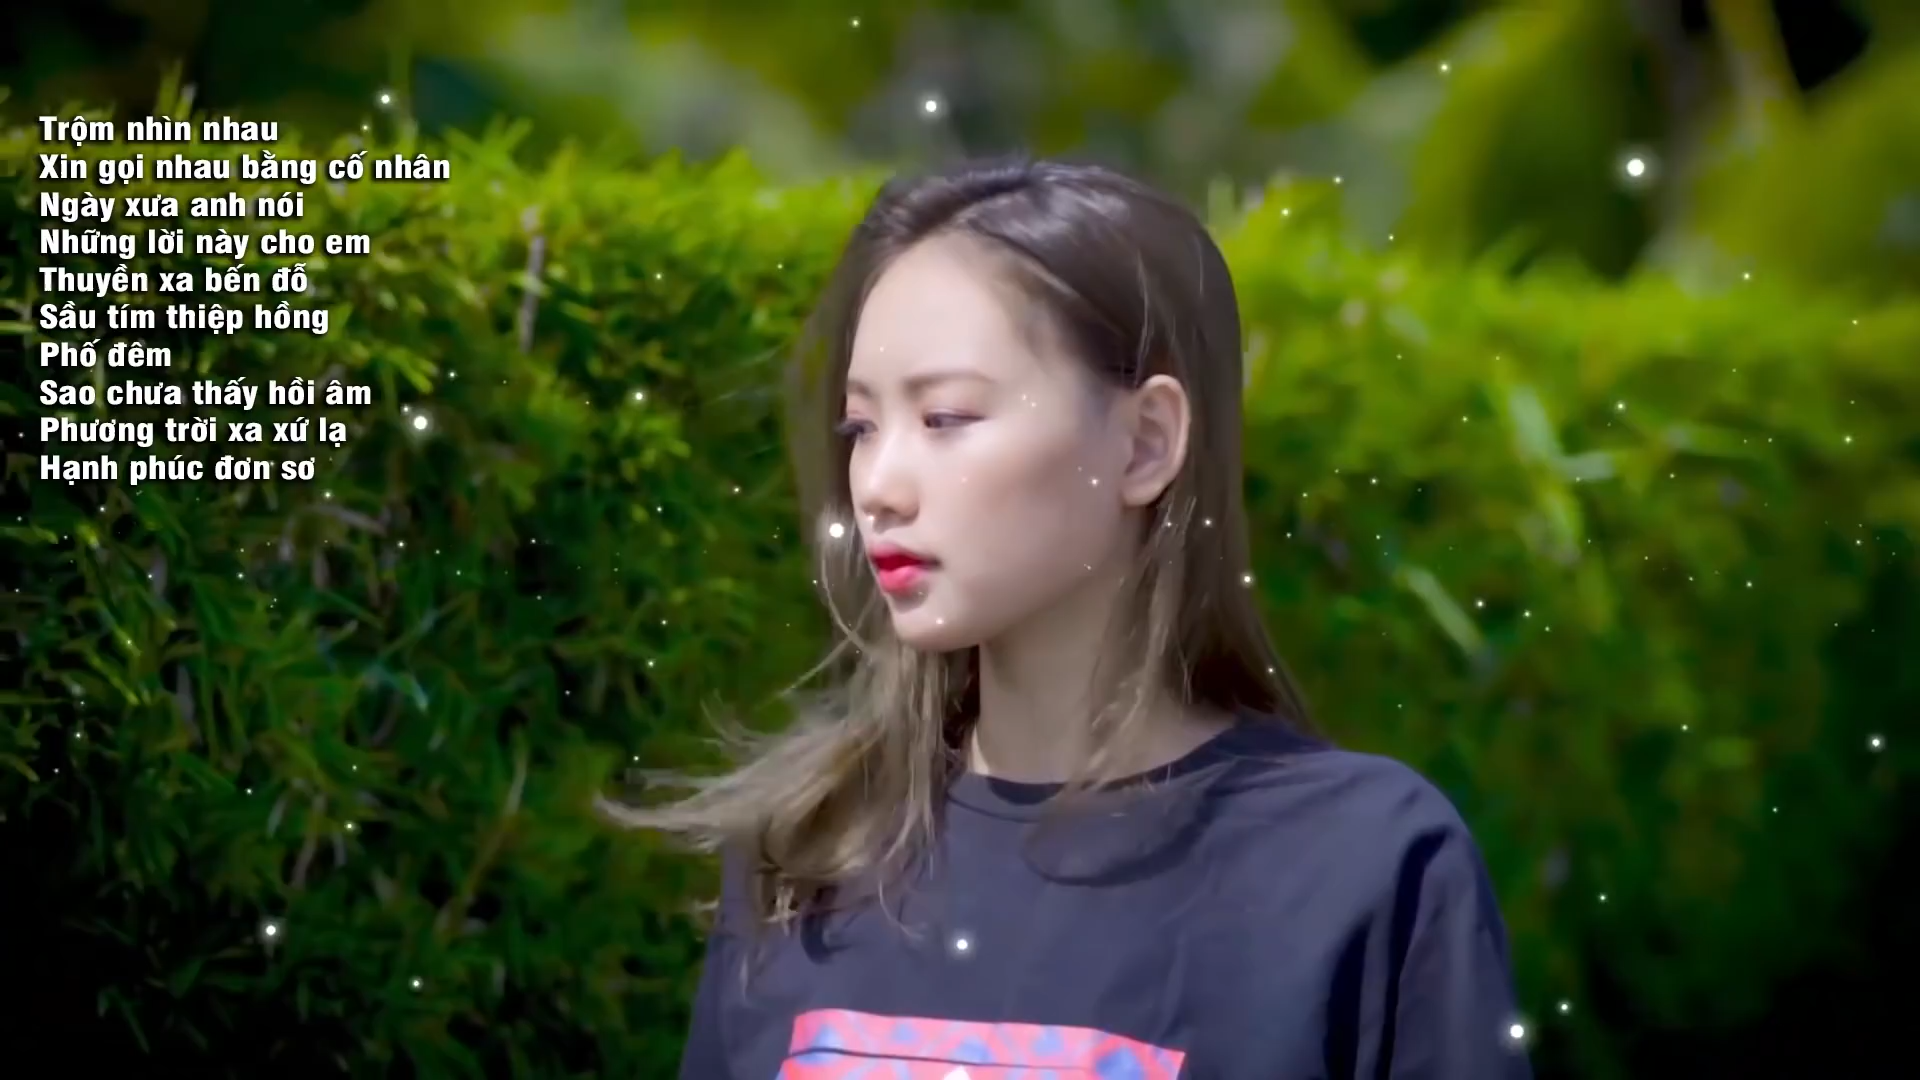 Trộm nhìn nhau
Xin gọi nhau bằng cố nhân
Ngày xưa anh nói
Những lời này cho em
Thuyền xa bến đỗ
Sầu tím thiệp hồng
Phố đêm
Sao chưa thấy hồi âm
Phương trời xa xứ lạ
Hạnh phúc đơn sơ